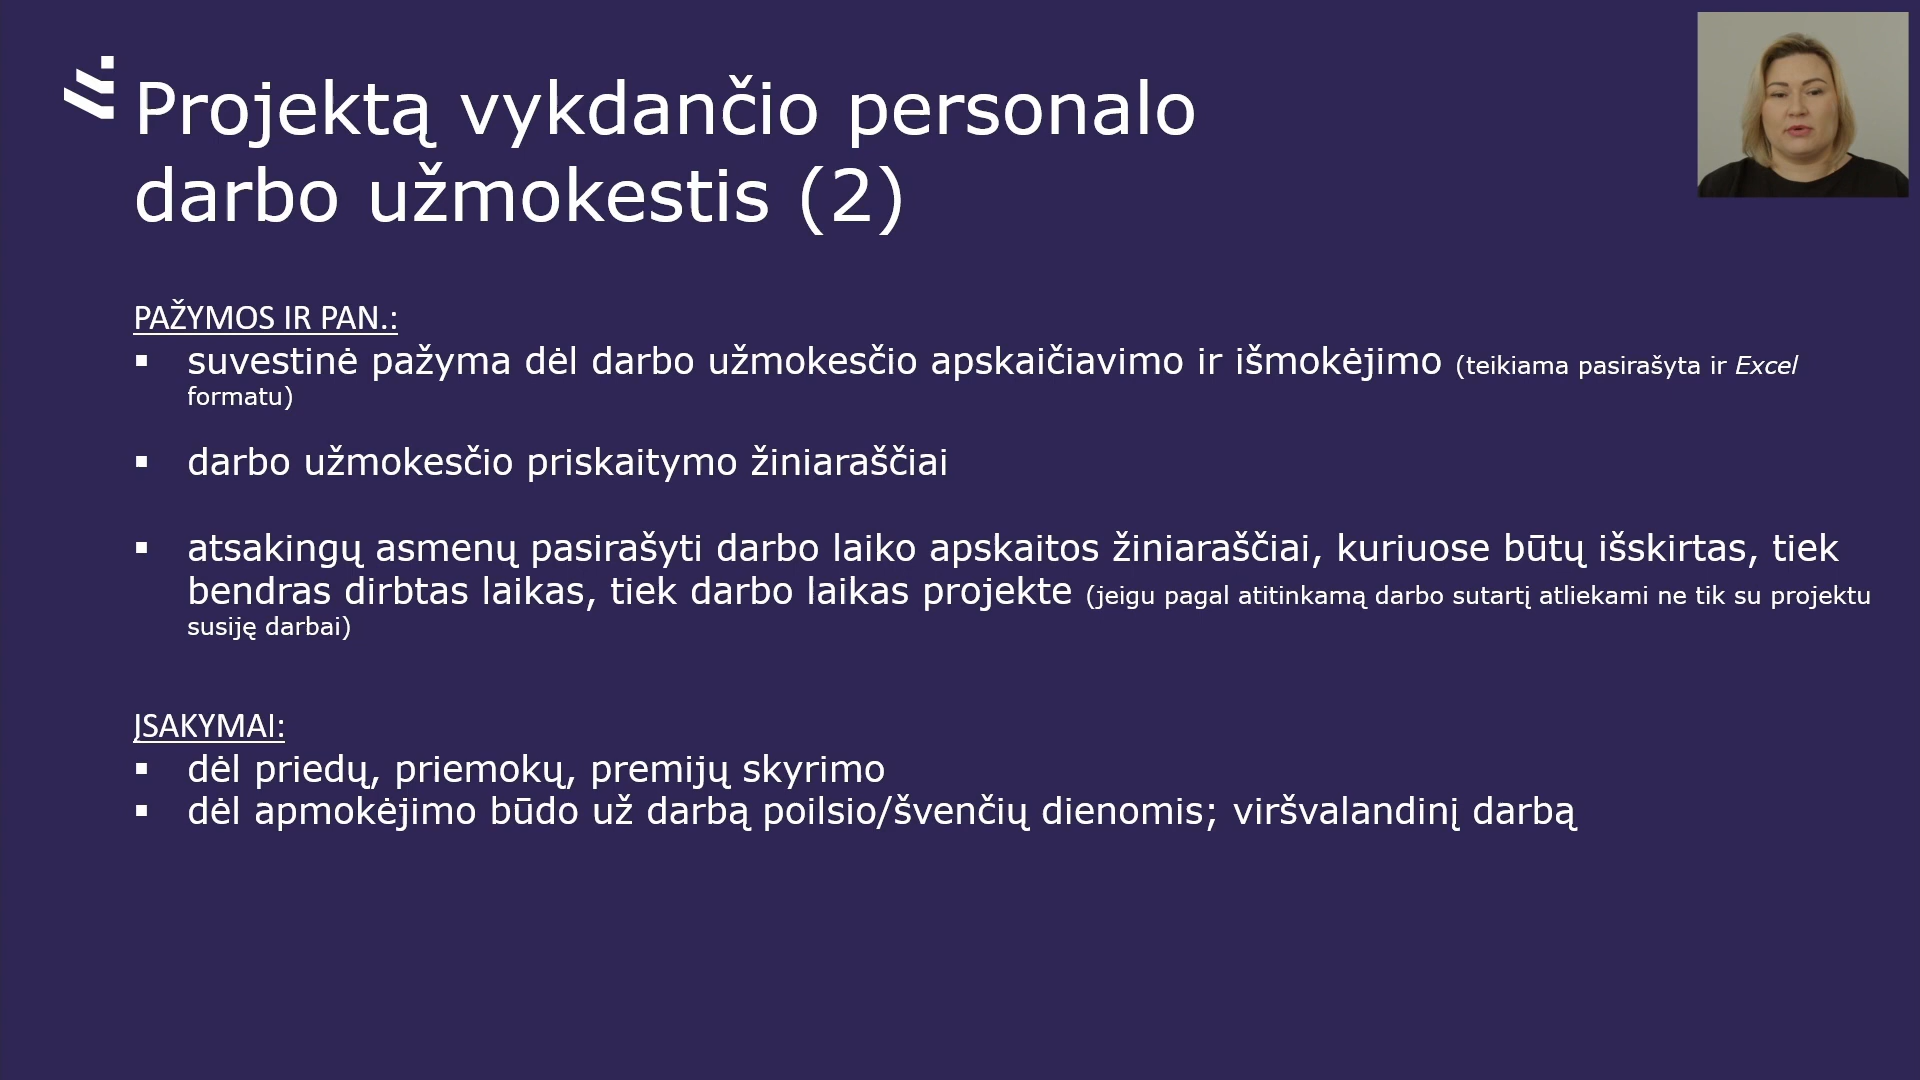 Projektą vykdančio personalo
darbo užmokestis (2)
PAŽYMOS IR PAN.:
▪ suvestinė pažyma dėl darbo užmokesčio apskaičiavimo ir išmokėjimo (teikiama pasirašyta ir Excel
formatu)
▪ darbo užmokesčio priskaitymo žiniaraščiai
▪ atsakingų asmenų pasirašyti darbo laiko apskaitos žiniaraščiai, kuriuose būtų išskirtas, tiek
bendras dirbtas laikas, tiek darbo laikas projekte (jeigu pagal atitinkamą darbo sutartį atliekami ne tik su projektu
susiję darbai)
ĮSAKYMAI:
▪ dėl priedų, priemokų, premijų skyrimo
▪ dėl apmokėjimo būdo už darbą poilsio/švenčių dienomis; viršvalandinį darbą